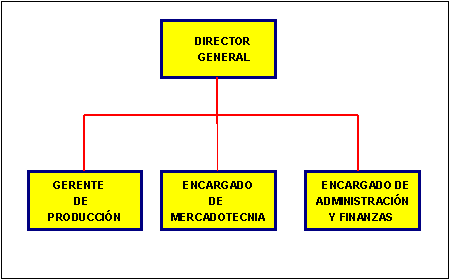 DIRECTOR
GENERAL
GERENTE
DE
PRODUCCIÓN
ENCARGADO
DE
MERCADOTECNIA
ENCARGADO DE
ADMINISTRACIÓN
Y FINANZAS